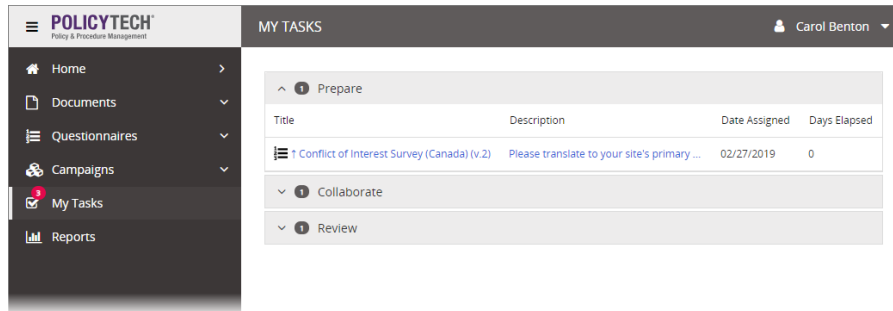 POLICYTECH®
Policy & Procedure Management
MY TASKS
Carol Benton
Home
Documents
Questionnaires
Campaigns
3
My Tasks
Reports
1 Prepare
Title Description Date Assigned Days Elapsed
† Conflict of Interest Survey (Canada) (v.2) Please translate to your site's primary ... 02/27/2019 0
1 Collaborate
1 Review